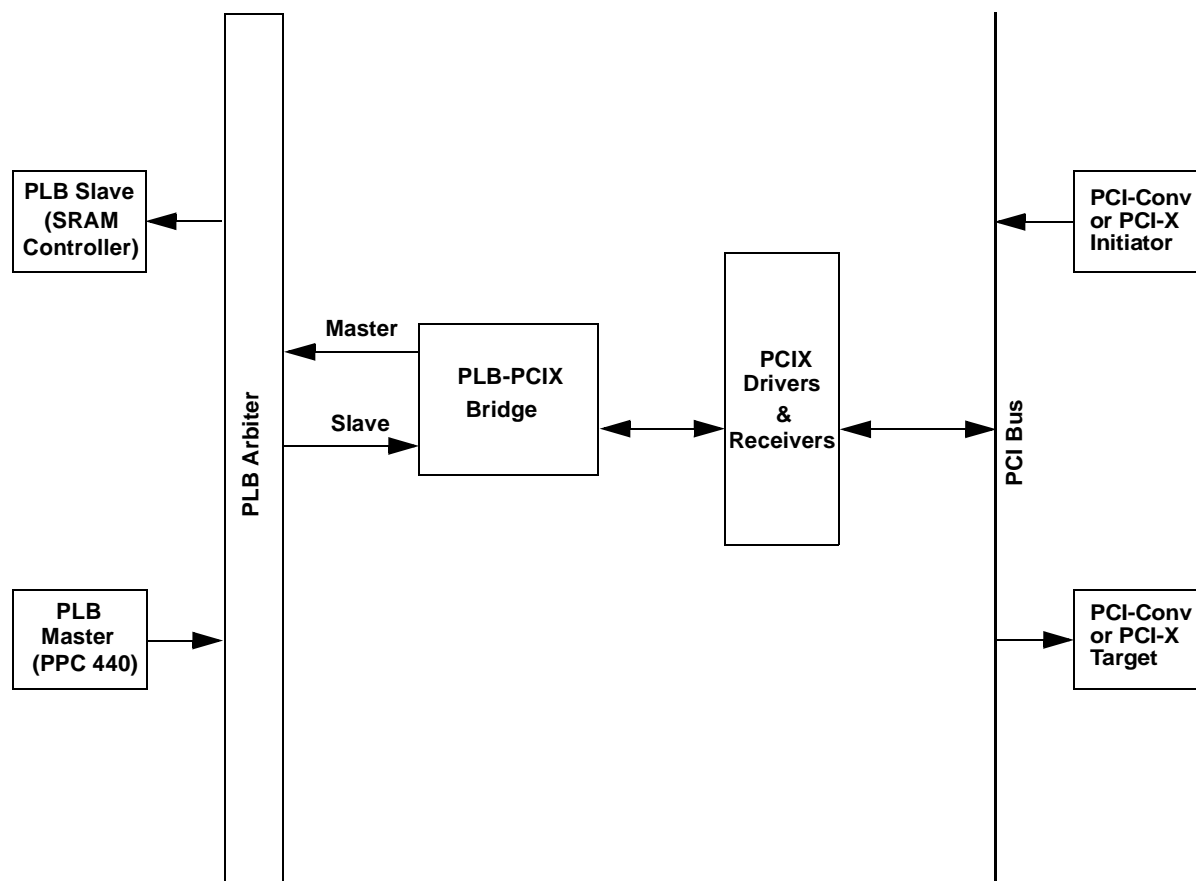 PLB Slave
(SRAM
Controller)
PLB Arbiter
Master
PLB-PCIX
Bridge
Slave
PCIX
Drivers
&
Receivers
PCI Bus
PCI-Conv
or PCI-X
Initiator
PLB
Master
(PPC 440)
PCI-Conv
or PCI-X
Target